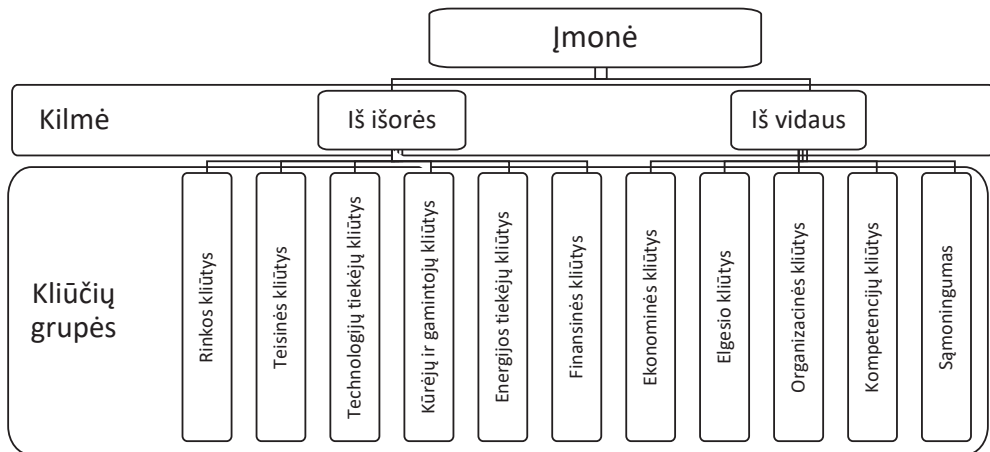 Įmonė
Kilmė
Iš išorės
Iš vidaus
Kliūčių
grupės
Rinkos kliūtys
Teisinės kliūtys
Technologijų tiekėjų kliūtys
Kūrėjų ir gamintojų kliūtys
Energijos tiekėjų kliūtys
Finansinės kliūtys
Ekonominės kliūtys
Elgesio kliūtys
Organizacinės kliūtys
Kompetencijų kliūtys
Sąmoningumas